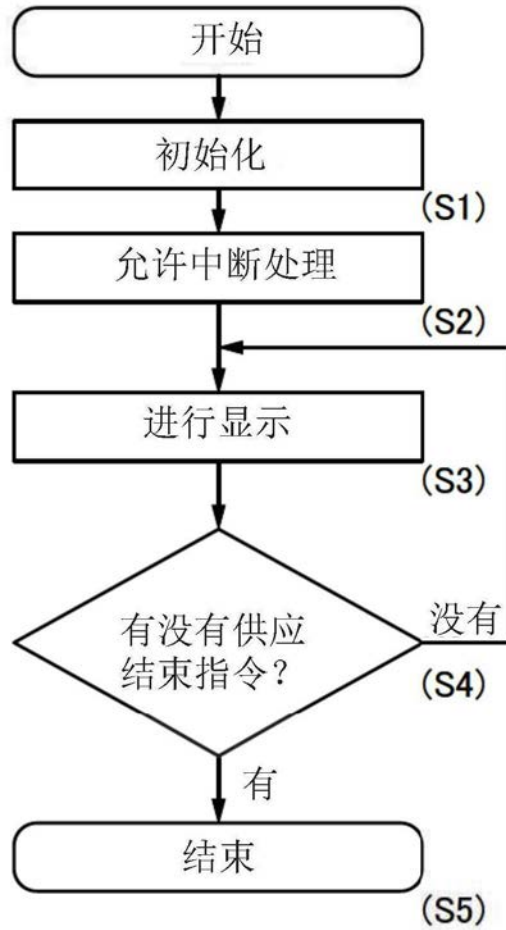 开始
初始化
(S1)
允许中断处理
(S2)
进行显示
(S3)
有没有供应
结束指令?
没有
(S4)
有
结束
(S5)